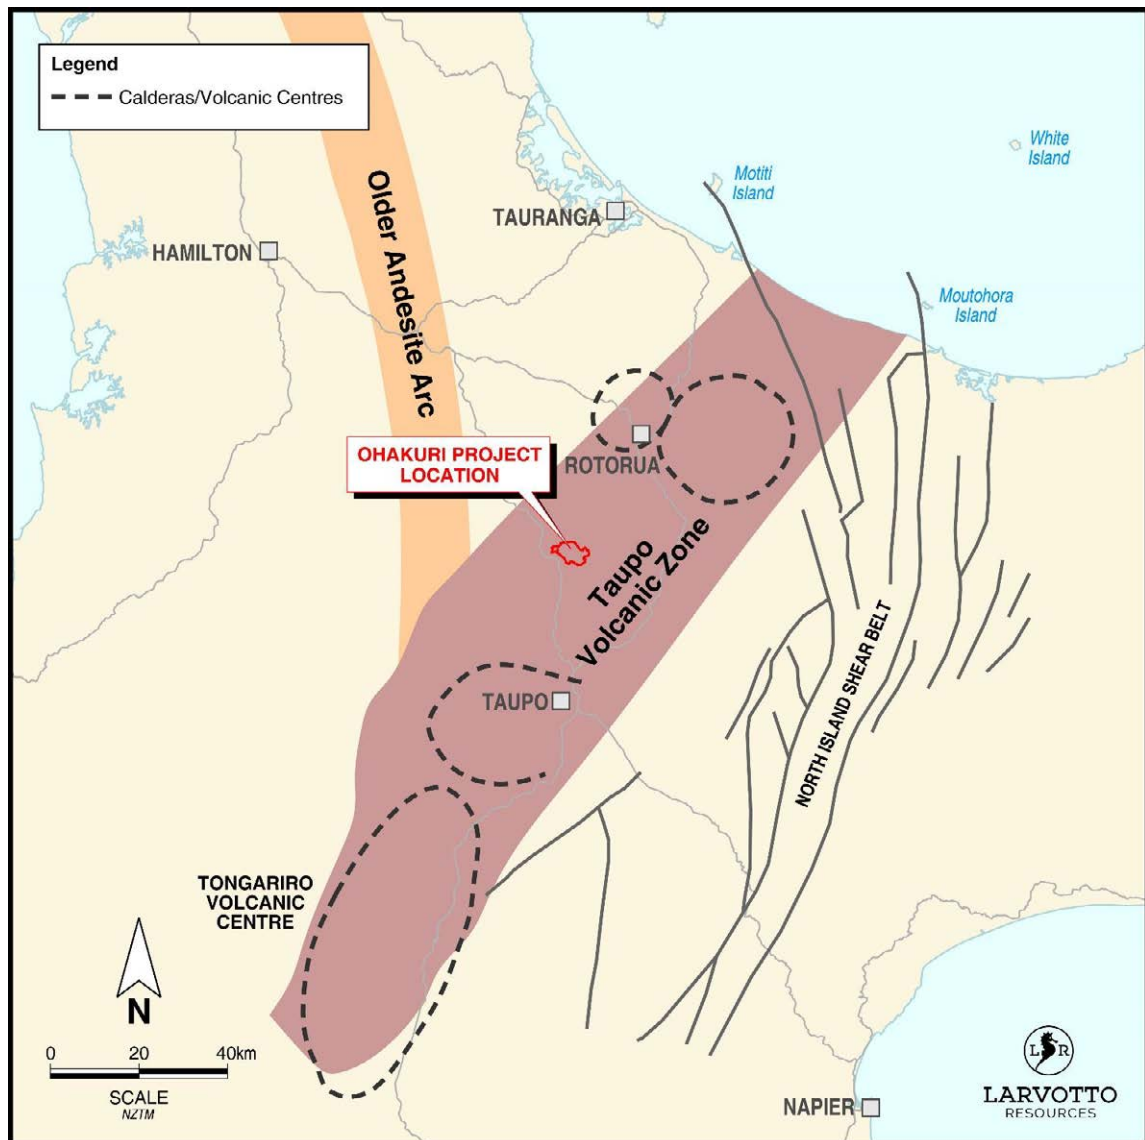 Legend
Calderas/Volcanic Centres
White
Island
Motiti
Island
TAURANGA
HAMILTON
Older Andesite Arc
Moutohora
Island
OHAKURI PROJECT
LOCATION
ROTORUA
Taupo
Volcanic Zone
NORTH ISLAND SHEAR BELT
TAUPO
TONGARIRO
VOLCANIC
CENTRE
N
0 20 40km
SCALE
NZTM
NAPIER
L R
LARVOTTO
RESOURCES